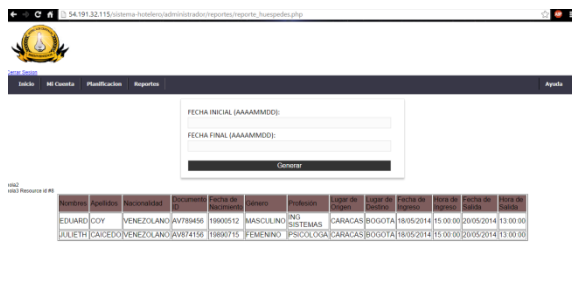 54.191.32.115/sistema-hotelero/administrador/reportes/reporte_huespedes.php
Cerrar Sesion
Inicio Mi Cuenta Planificacion Reportes Ayuda
FECHA INICIAL (AAAAMMDD):
FECHA FINAL (AAAAMMDD):
Generar
Resource id #6
Nombres Apellidos Nacionalidad Documento ID Fecha de Nacimiento Género Profesión Lugar de Origen Lugar de Destino Fecha de Ingreso Hora de Ingreso Fecha de Salida Hora de Salida
EDUARD COY VENEZOLANO AV789456 19900512 MASCULINO ING SISTEMAS CARACAS BOGOTA 18/05/2014 15:00:00 20/05/2014 13:00:00
JULIETH CAICEDO VENEZOLANO AV874156 19890715 FEMENINO PSICOLOGA CARACAS BOGOTA 18/05/2014 15:00:00 20/05/2014 13:00:00